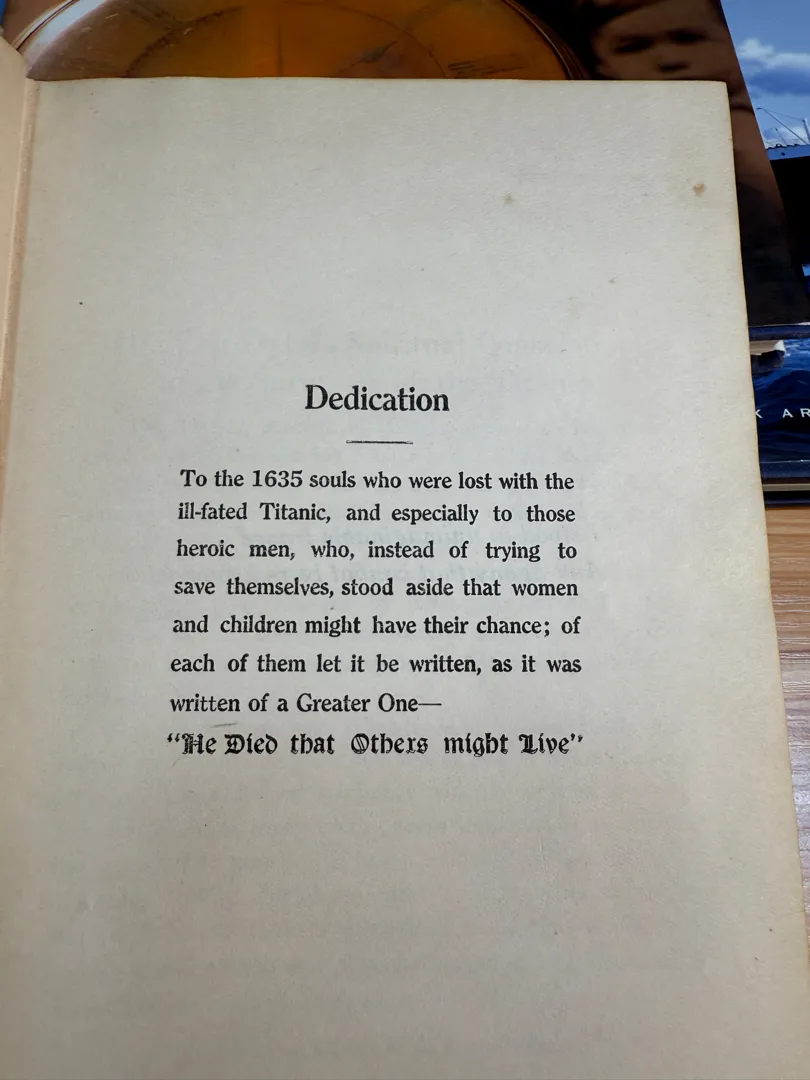 Dedication
To the 1635 souls who were lost with the
ill-fated Titanic, and especially to those
heroic men, who, instead of trying to
save themselves, stood aside that women
and children might have their chance; of
each of them let it be written, as it was
written of a Greater One—
“He Died that Others might Live”
K AR